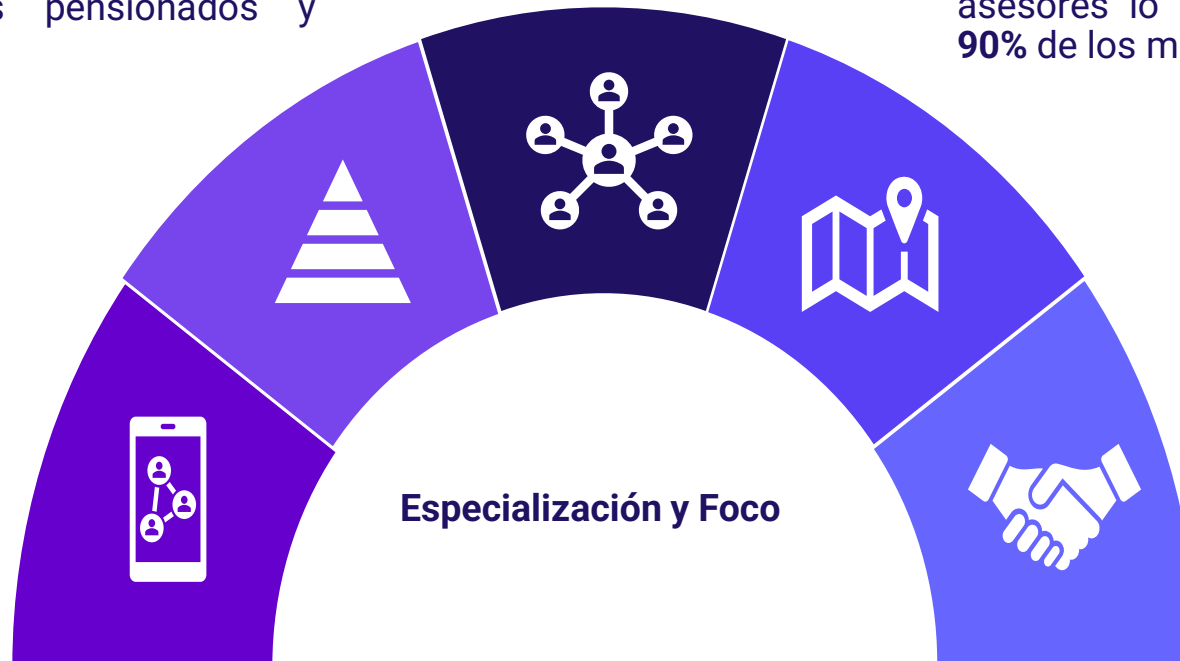 pensionados y
asesores lo
90% de los
Especialización y Foco